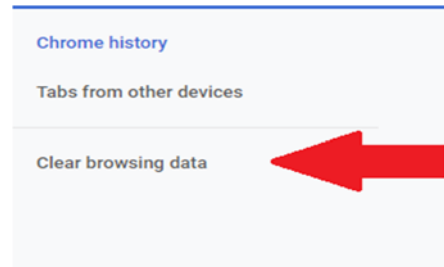 Chrome history
Tabs from other devices
Clear browsing data